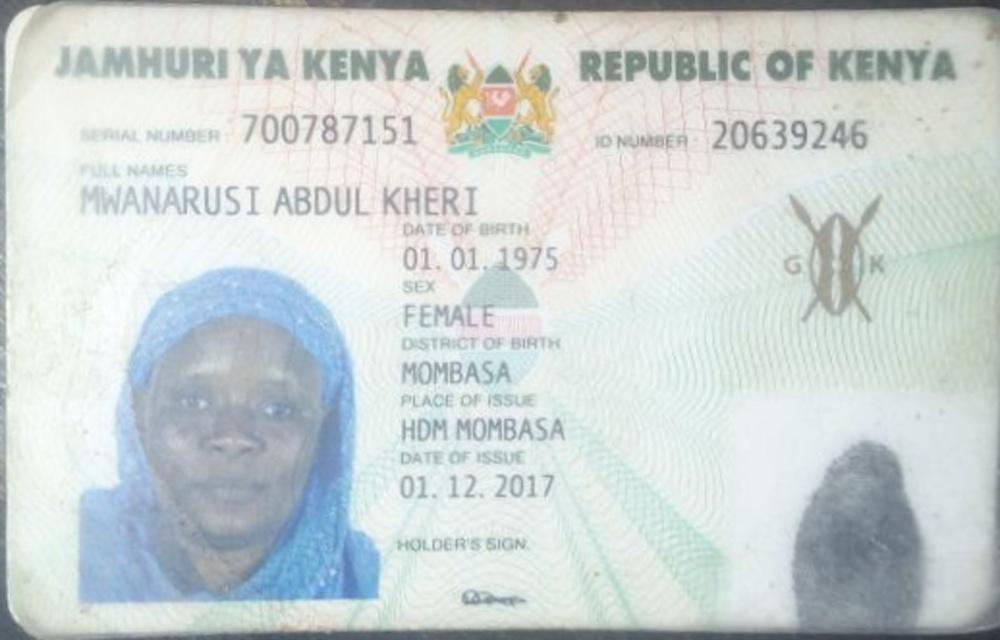 JAMHURI YA KENYA REPUBLIC OF KENYA
SERIAL NUMBER : 700787151 ID NUMBER : 20639246
FULL NAMES
MWANARUSI ABDUL KHERI
DATE OF BIRTH
01. 01. 1975
SEX
G K
FEMALE
DISTRICT OF BIRTH
MOMBASA
PLACE OF ISSUE
HDM MOMBASA
DATE OF ISSUE
01. 12. 2017
HOLDER'S SIGN.